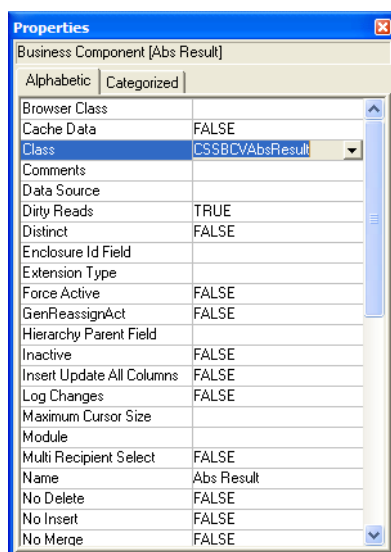 Properties
Business Component [Abs Result]
Alphabetic Categorized
Browser Class
Cache Data FALSE
Class CSSBCVAbsResult
Comments
Data Source
Dirty Reads TRUE
Distinct FALSE
Enclosure Id Field
Extension Type
Force Active FALSE
GenReassignAct FALSE
Hierarchy Parent Field
Inactive FALSE
Insert Update All Columns FALSE
Log Changes FALSE
Maximum Cursor Size
Module
Multi Recipient Select FALSE
Name Abs Result
No Delete FALSE
No Insert FALSE
No Merge FALSE